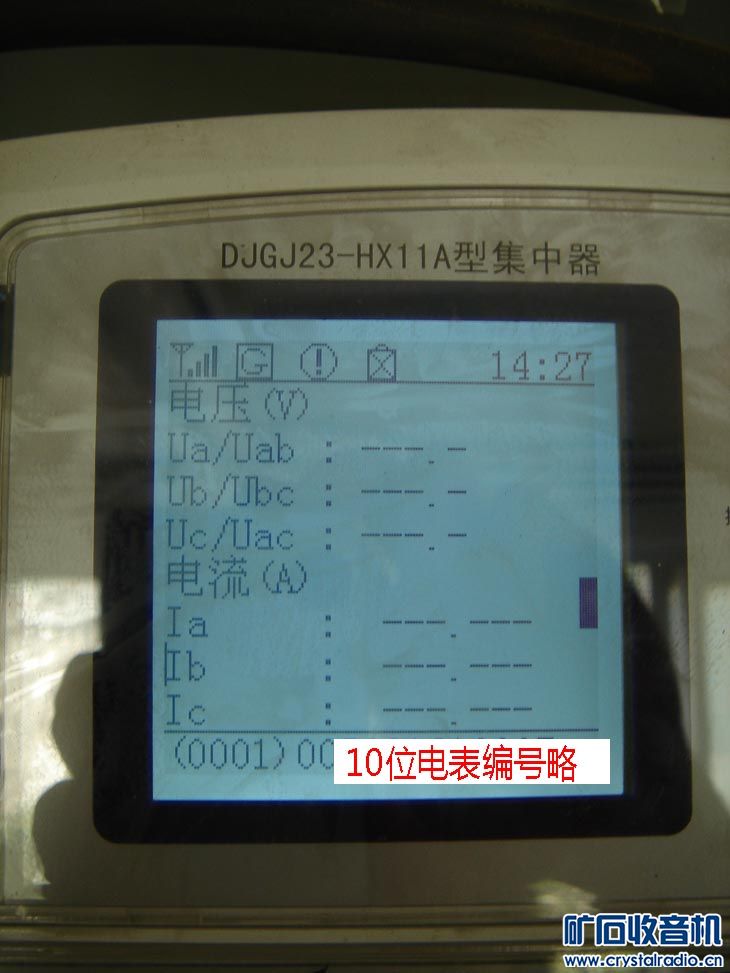 DJGJ23-HX11A型集中器
G 14:27
电压(V)
Ua/Uab : ---.-
Ub/Ubc : ---.-
Uc/Uac : ---.-
电流(A)
Ia : ---.---
Ib : ---.---
Ic : ---.---
(0001)00
10位电表编号略
矿石收音机
www.crystalradio.cn